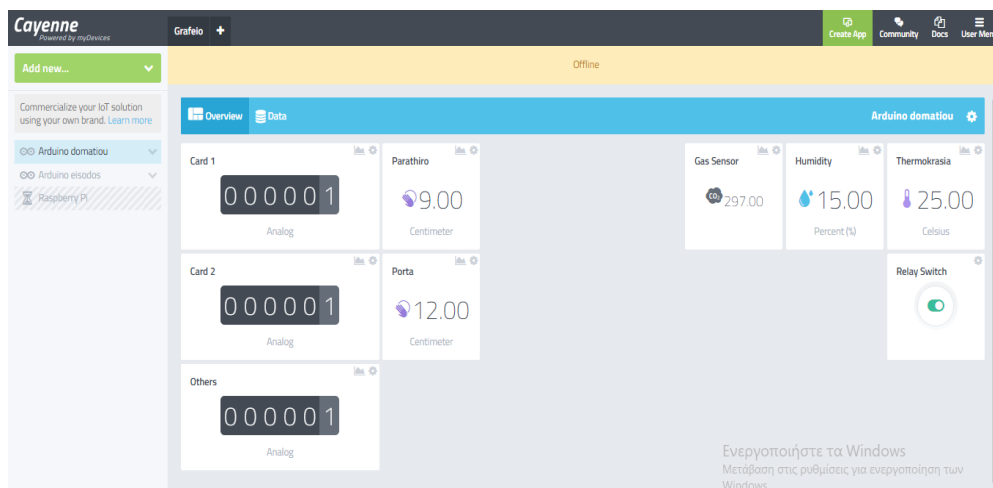 Cayenne
Powered by myDevices
Grafeio +
Create App
Community
Docs
User Men
Add new...
Offline
Commercialize your IoT solution
using your own brand. Learn more
Overview
Data
Arduino domatiou
Arduino domatiou
Arduino eisodos
Raspberry Pi
Card 1
000001
Analog
Parathiro
9.00
Centimeter
Gas Sensor
CO2
297.00
Humidity
15.00
Percent (%)
Thermokrasia
25.00
Celsius
Card 2
000001
Analog
Porta
12.00
Centimeter
Relay Switch
Others
000001
Analog
Ενεργοποιήστε τα Windows
Μετάβαση στις ρυθμίσεις για ενεργοποίηση των
Windows